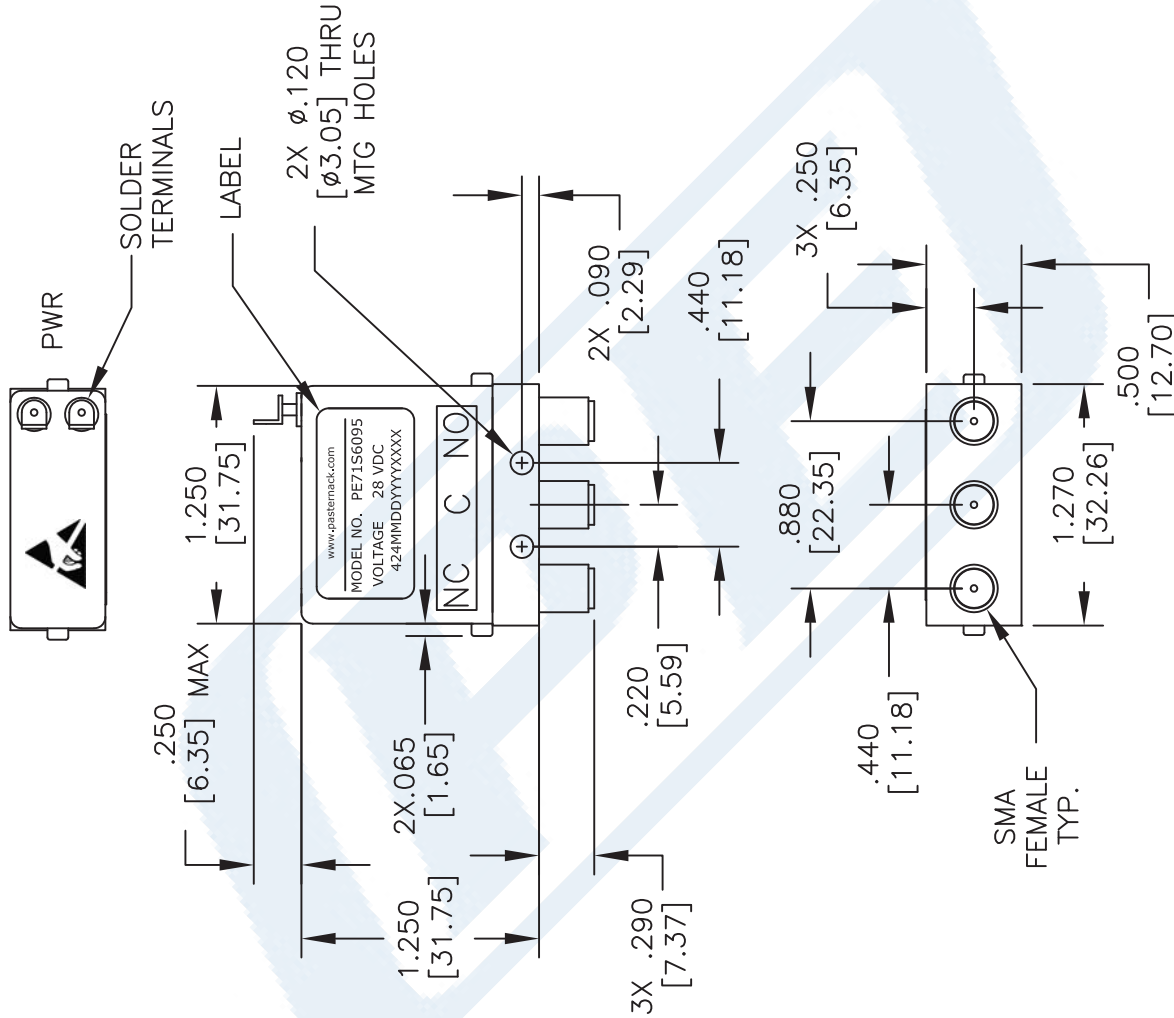 PWR
SOLDER
TERMINALS
LABEL
2X ø.120
[ø3.05] THRU
MTG HOLES
1.250
[31.75]
.250
[6.35] MAX
www.pasternack.com
MODEL NO. PE71S6095
VOLTAGE 28 VDC
424MMDDYYYYXXXX
NC C NO
2X.065
[1.65]
1.250
[31.75]
3X .290
[7.37]
.220
[5.59]
2X .090
[2.29]
.440
[11.18]
3X .250
[6.35]
.880
[22.35]
.440
[11.18]
SMA
FEMALE
TYP.
1.270
[32.26]
.500
[12.70]